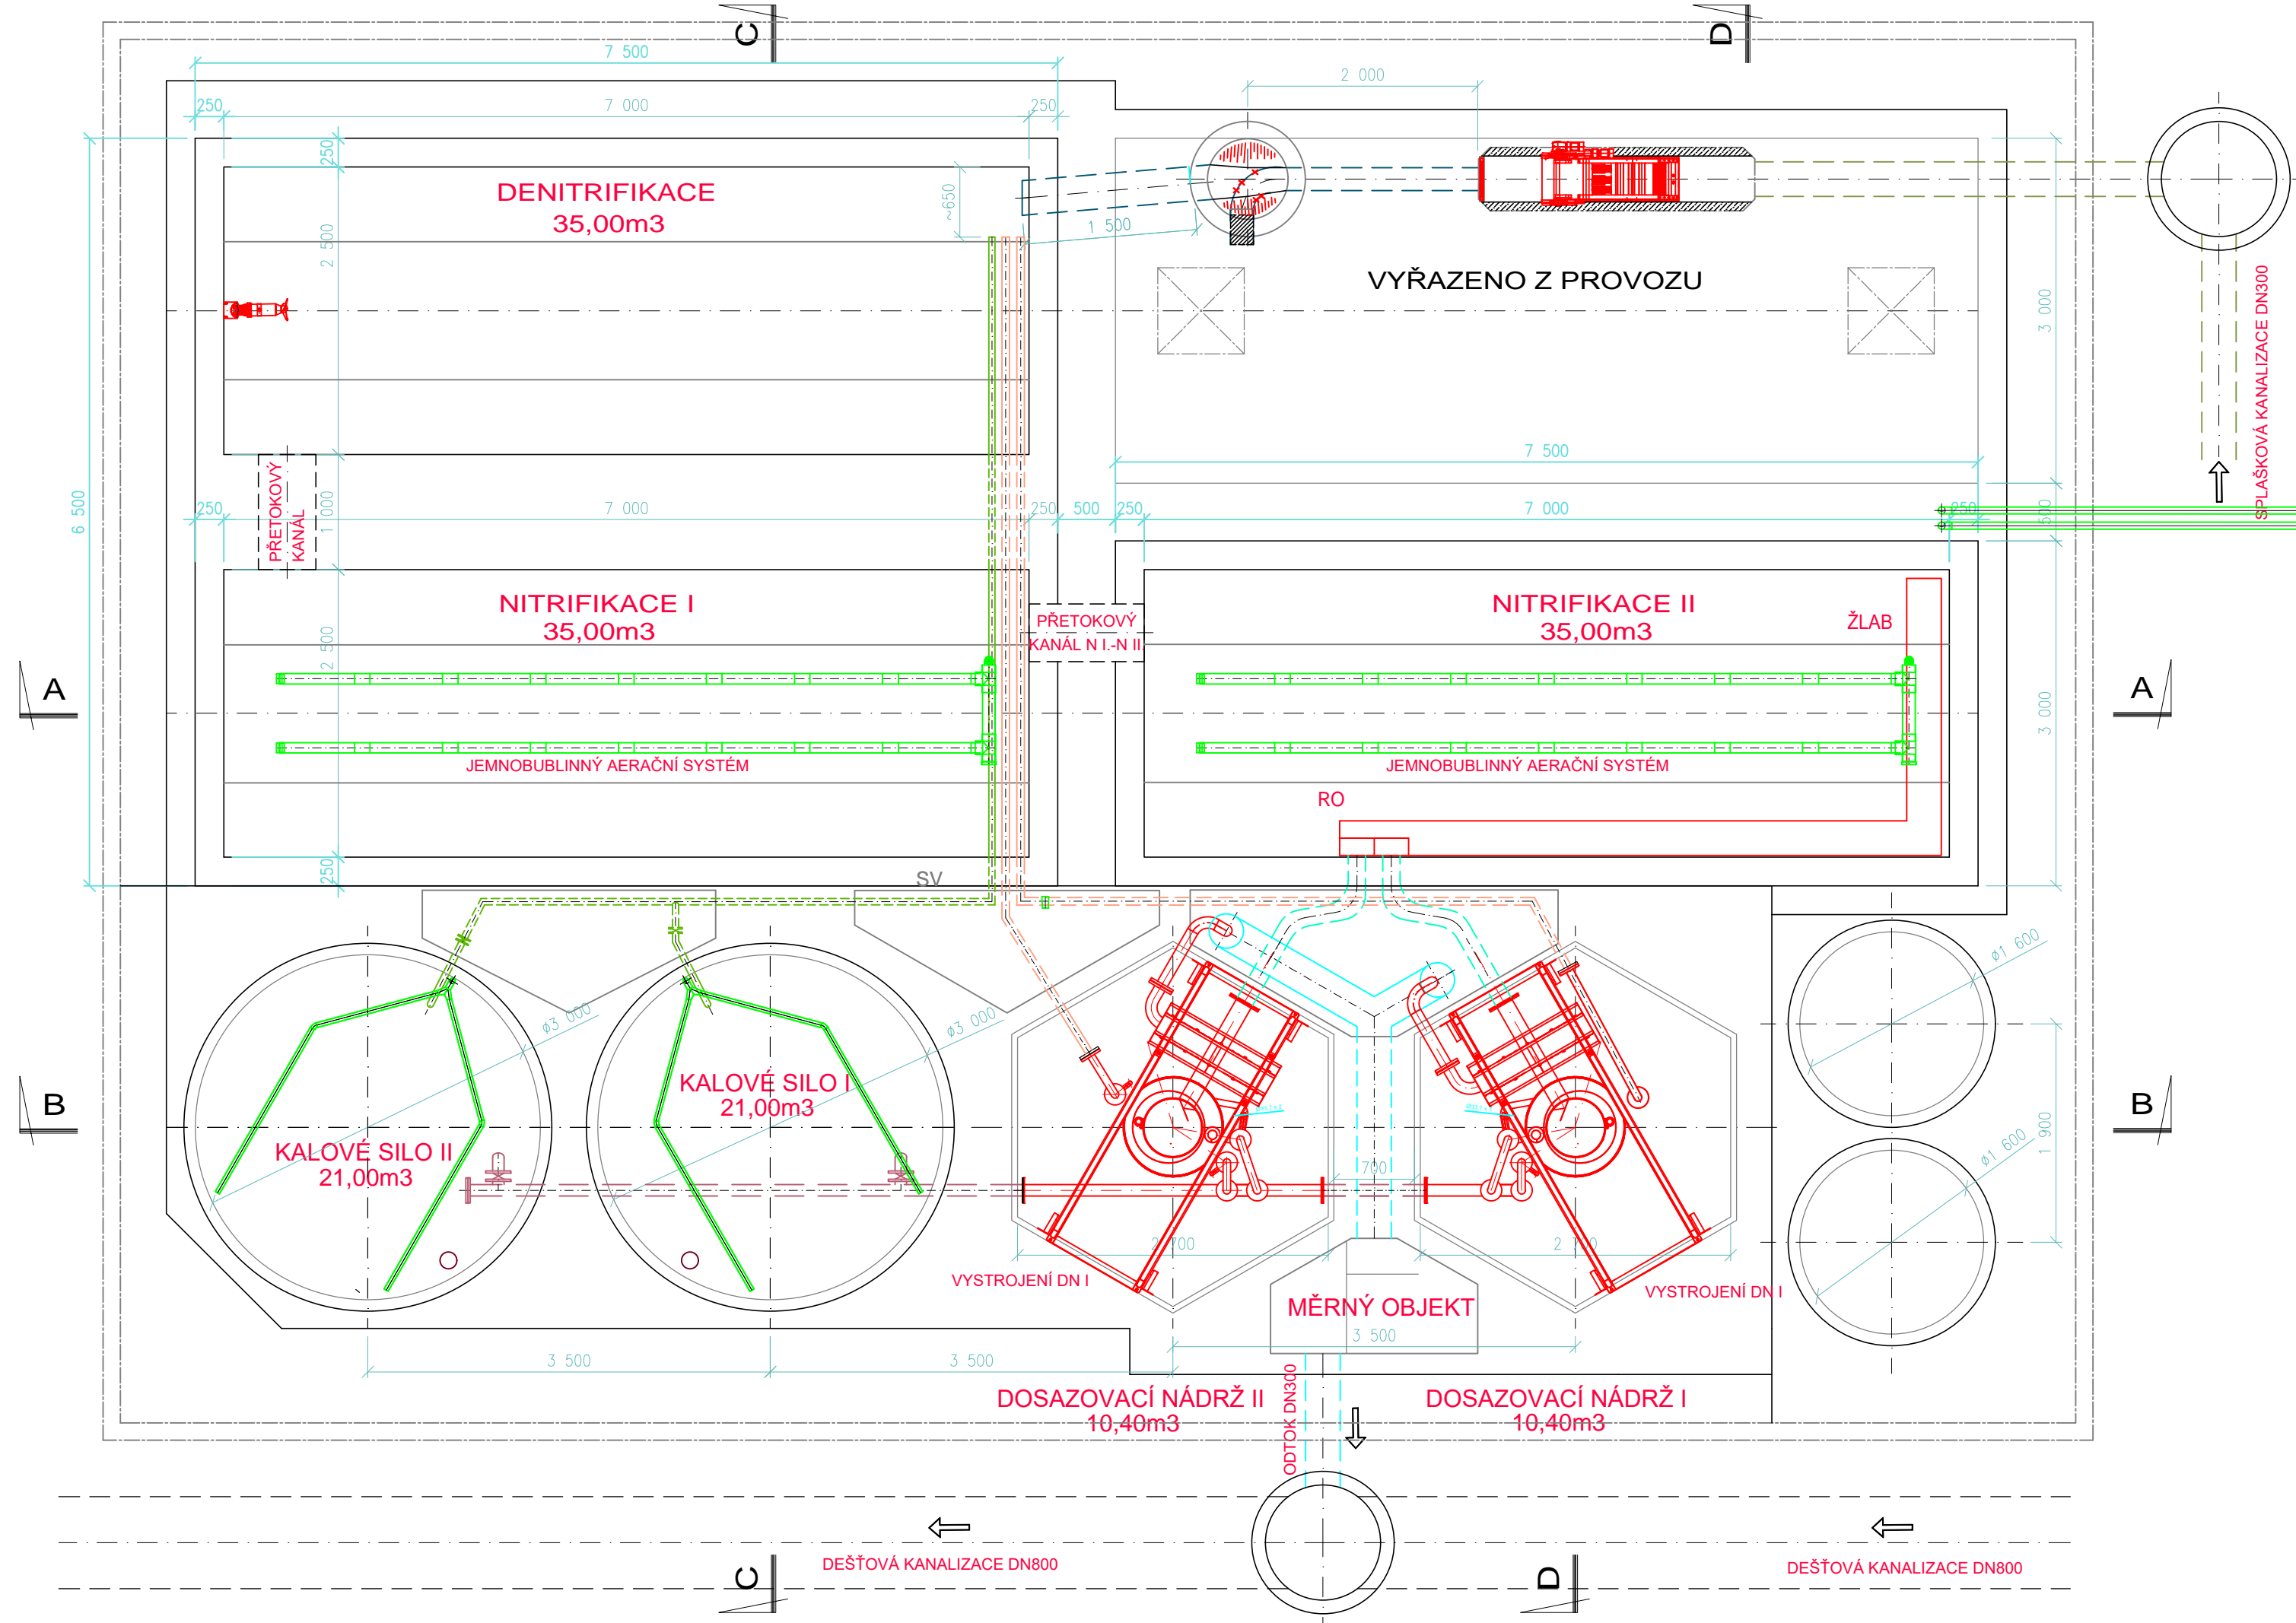 C
D
7 500
2 000
250
7 000
250
250
DENITRIFIKACE
35,00m3
~650
2 500
1 500
VYŘAZENO Z PROVOZU
3 000
SPLAŠKOVÁ KANALIZACE DN300
7 500
6 500
PŘETOKOVÝ
KANÁL
1 000
250
7 000
250
500
250
7 000
250
500
NITRIFIKACE I
35,00m3
PŘETOKOVÝ
KANÁL N I.-N II.
NITRIFIKACE II
35,00m3
ŽLAB
2 500
A
A
3 000
JEMNOBUBLINNÝ AERAČNÍ SYSTÉM
JEMNOBUBLINNÝ AERAČNÍ SYSTÉM
RO
250
SV
ø3 000
ø3 000
ø1 600
KALOVÉ SILO I
21,00m3
B
B
KALOVÉ SILO II
21,00m3
1 900
ø1 600
700
2 700
VYSTROJENÍ DN I
VYSTROJENÍ DN I
MĚRNÝ OBJEKT
3 500
3 500
3 500
ODTOK DN300
DOSAZOVACÍ NÁDRŽ II
10,40m3
DOSAZOVACÍ NÁDRŽ I
10,40m3
DEŠŤOVÁ KANALIZACE DN800
DEŠŤOVÁ KANALIZACE DN800
C
D